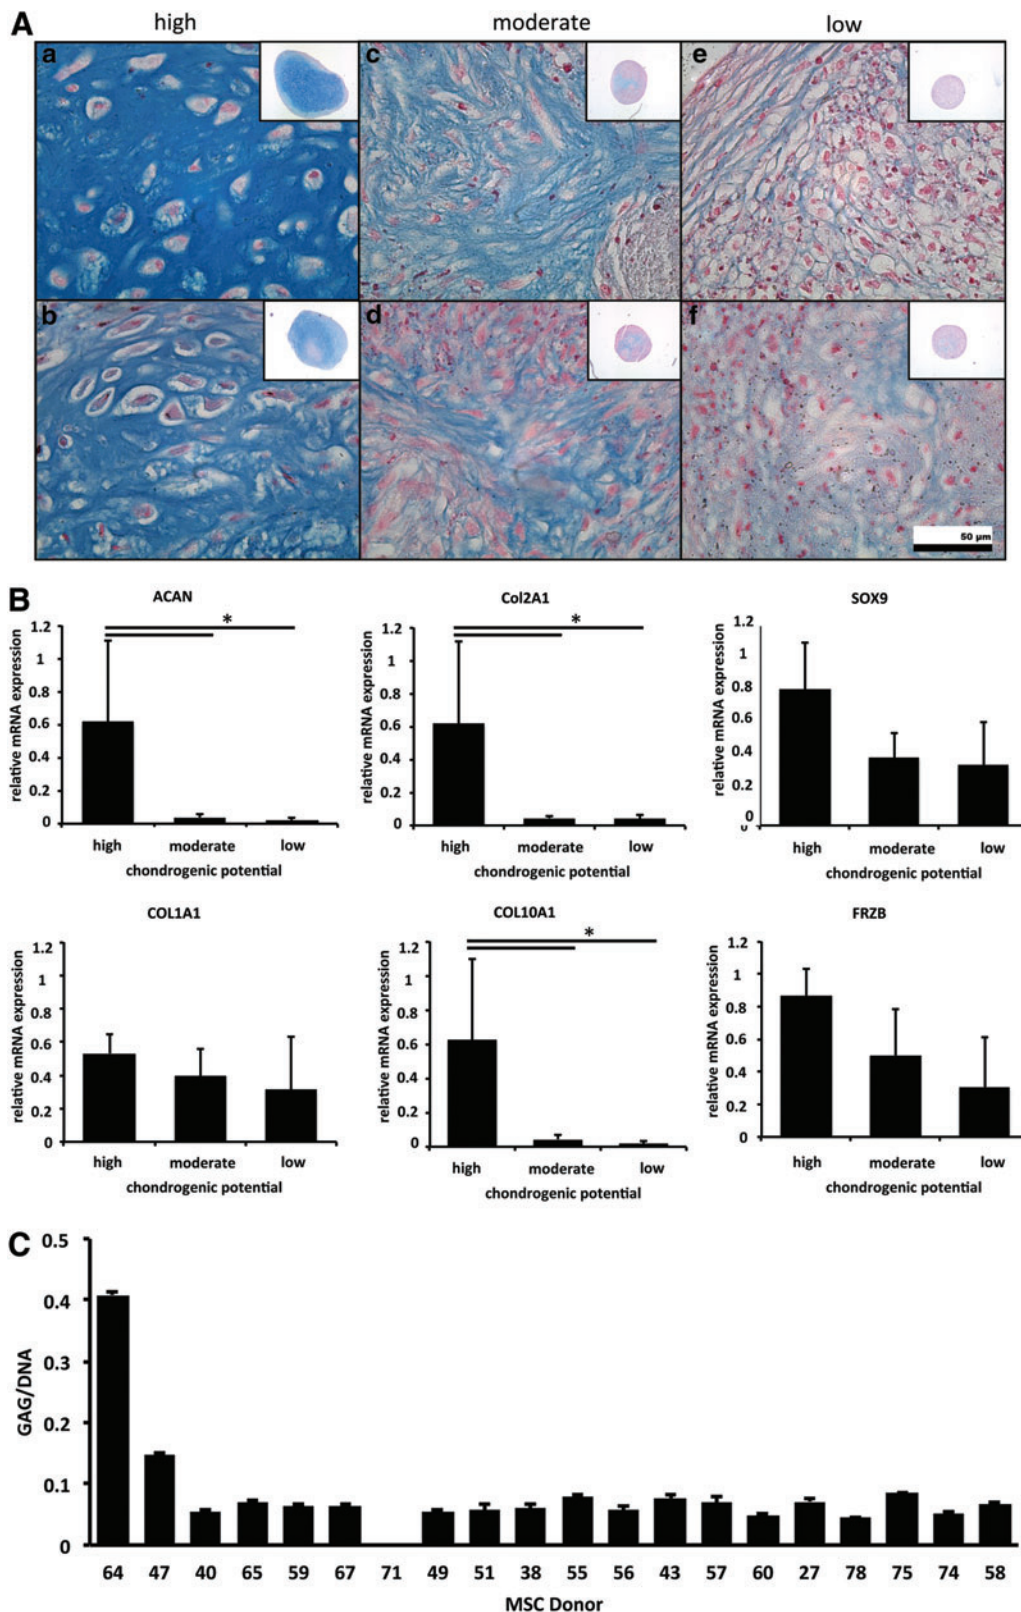 A high moderate low
a c e
b d f
50 µm
B ACAN Col2A1 SOX9
relative mRNA expression
1.2
1
0.8
0.6
0.4
0.2
0
*
high moderate low
chondrogenic potential
relative mRNA expression
1.2
1
0.8
0.6
0.4
0.2
0
*
high moderate low
chondrogenic potential
relative mRNA expression
1.2
1
0.8
0.6
0.4
0.2
0
0
high moderate low
chondrogenic potential
COL1A1 COL10A1 FRZB
relative mRNA expression
1.2
1
0.8
0.6
0.4
0.2
0
high moderate low
chondrogenic potential
relative mRNA expression
1.2
1
0.8
0.6
0.4
0.2
0
*
high moderate low
chondrogenic potential
relative mRNA expression
1.2
1
0.8
0.6
0.4
0.2
0
high moderate low
chondrogenic potential
C
GAG/DNA
0.5
0.4
0.3
0.2
0.1
0
64 47 40 65 59 67 71 49 51 38 55 56 43 57 60 27 78 75 74 58
MSC Donor